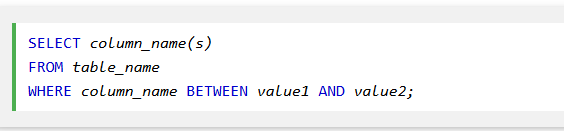 SELECT column_name(s)
FROM table_name
WHERE column_name BETWEEN value1 AND value2;